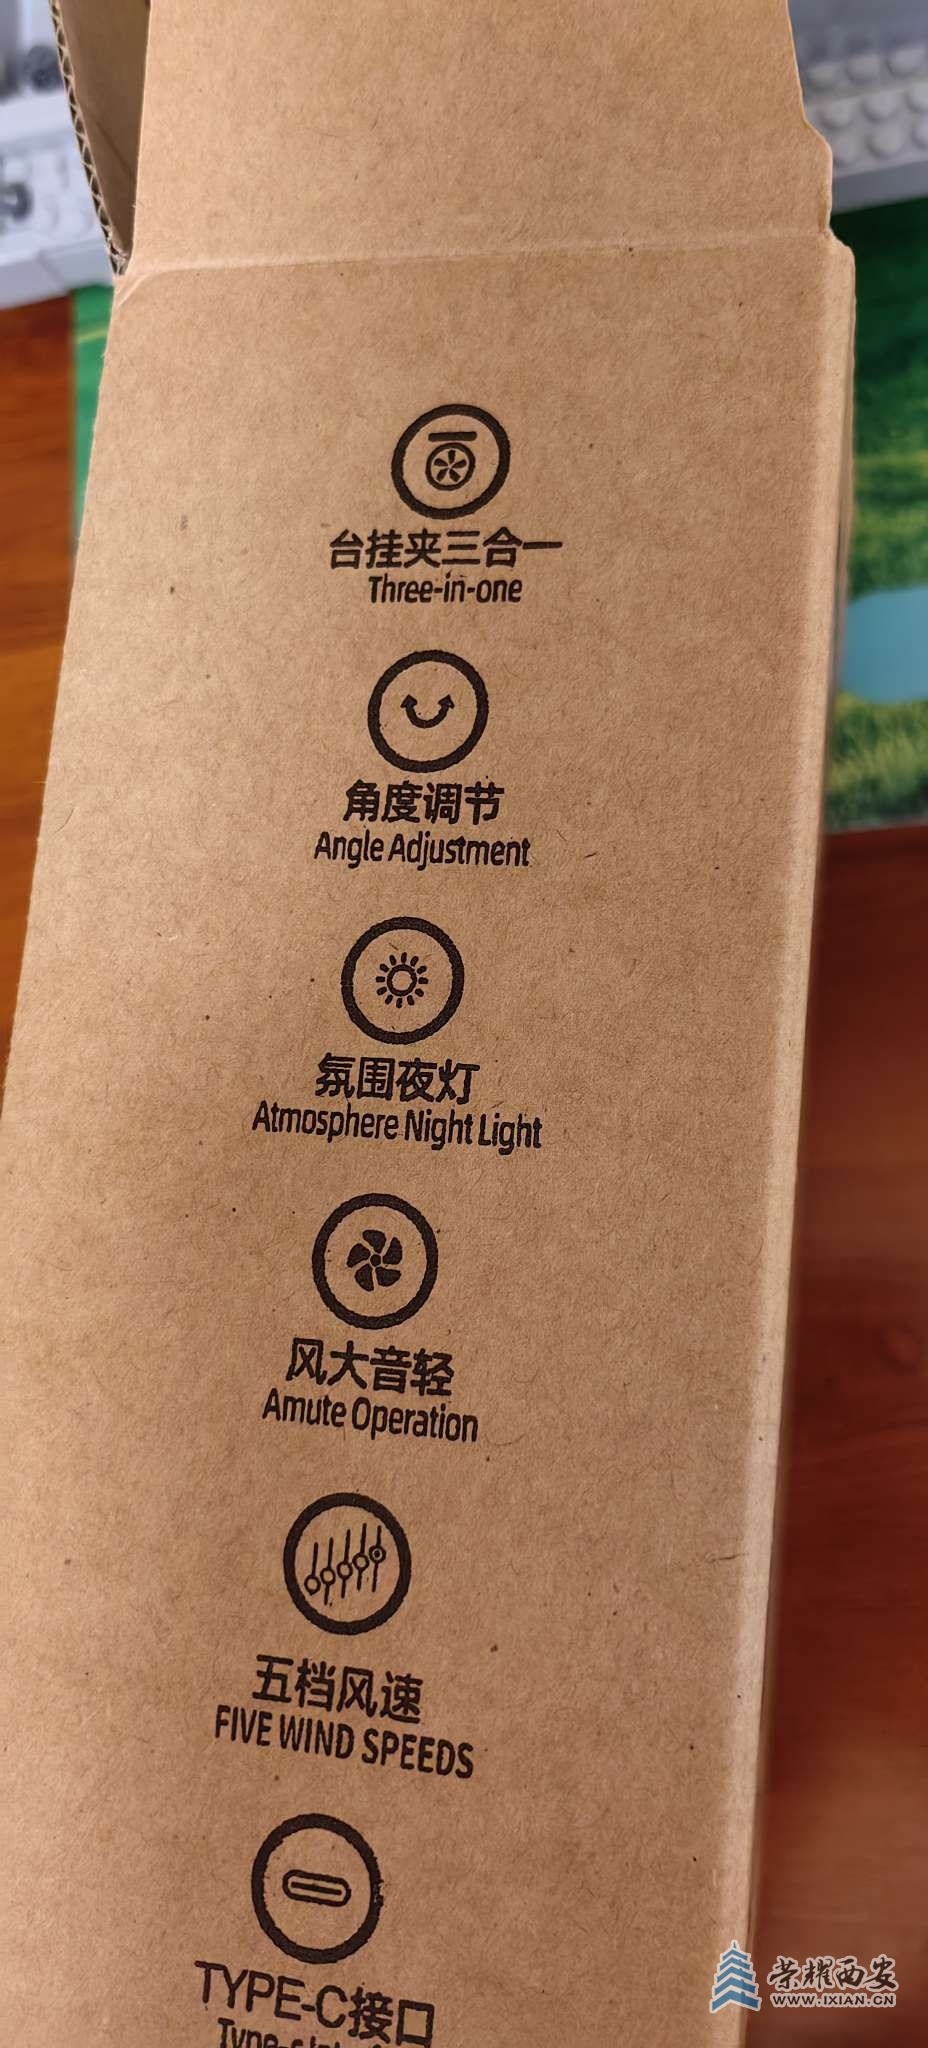 台挂夹三合一
Three-in-one
角度调节
Angle Adjustment
氛围夜灯
Atmosphere Night Light
风大音轻
Amute Operation
五档风速
FIVE WIND SPEEDS
TYPE-C接口
荣耀西安
WWW.IXIAN.CN